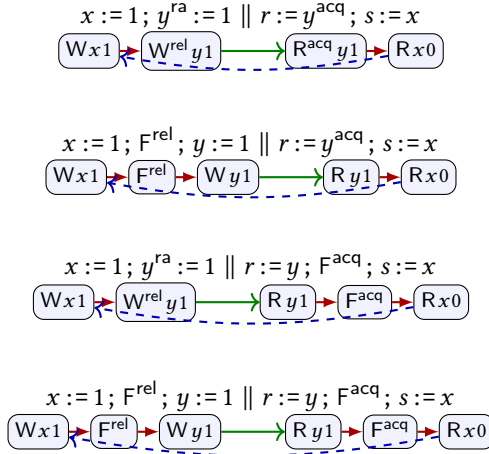 x := 1; y^ra := 1 ∥ r := y^acq; s := x
Wx1 W^rel y1 R^acq y1 Rx0
x := 1; F^rel; y := 1 ∥ r := y^acq; s := x
Wx1 F^rel Wy1 Ry1 Rx0
x := 1; y^ra := 1 ∥ r := y; F^acq; s := x
Wx1 W^rel y1 Ry1 F^acq Rx0
x := 1; F^rel; y := 1 ∥ r := y; F^acq; s := x
Wx1 F^rel Wy1 Ry1 F^acq Rx0